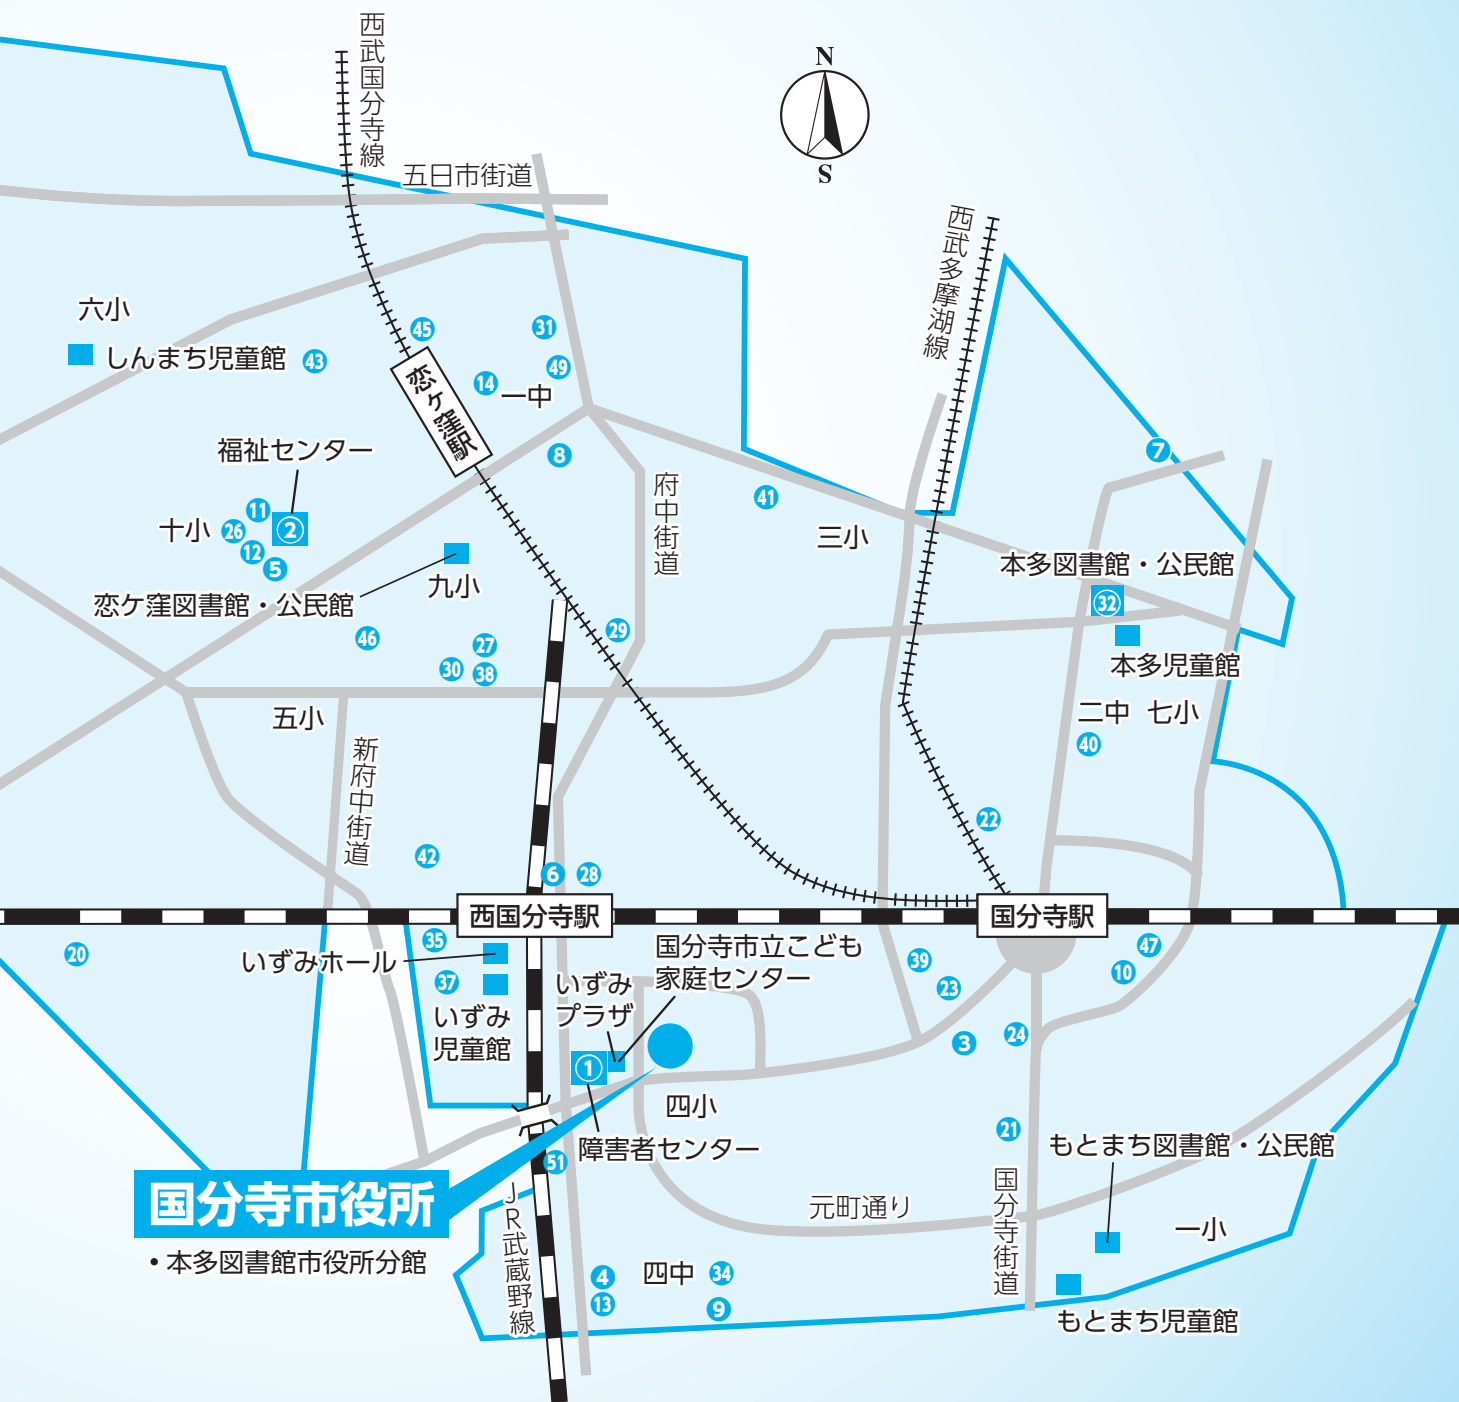 西武国分寺線
N
S
五日市街道
西武多摩湖線
六小
しんまち児童館
43
45
31
49
14
一中
恋ヶ窪駅
8
7
福祉センター
府中街道
41
十小
11
26
12
5
2
三小
九小
恋ケ窪図書館・公民館
本多図書館・公民館
32
本多児童館
46
27
30
38
29
五小
二中 七小
40
新府中街道
22
42
6
28
西国分寺駅
国分寺駅
20
35
いずみホール
37
いずみ
児童館
国分寺市立こども
家庭センター
いずみ
プラザ
39
23
47
10
3
24
1
四小
障害者センター
21
もとまち図書館・公民館
51
国分寺市役所
・本多図書館市役所分館
JR武蔵野線
元町通り
国分寺街道
一小
4
13
四中
34
9
もとまち児童館